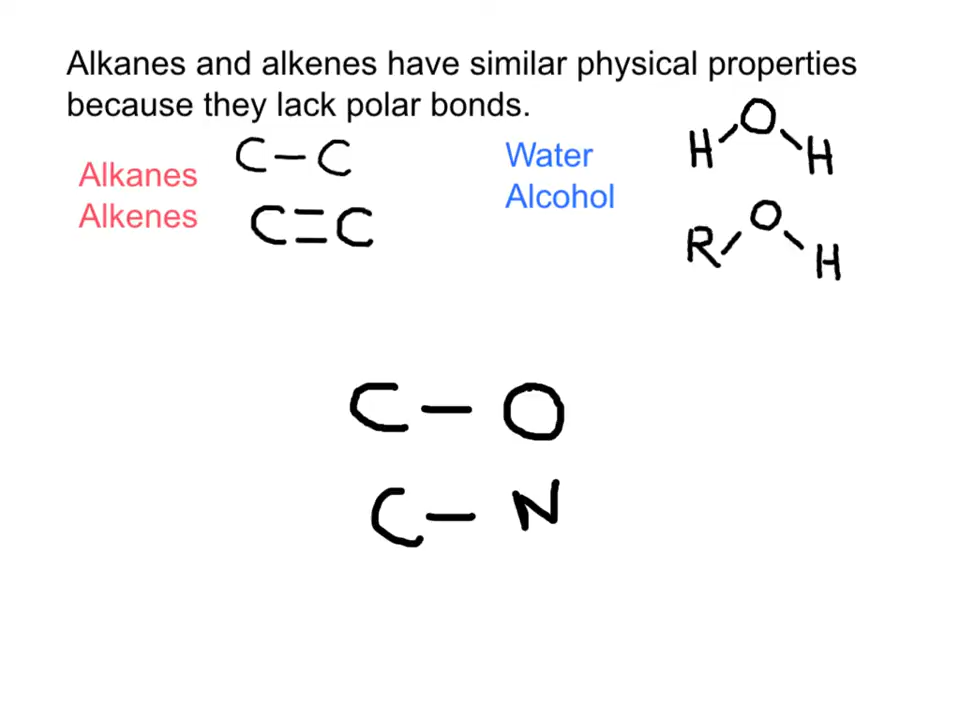 Alkanes and alkenes have similar physical properties
because they lack polar bonds.
Alkanes
Alkenes
C–C
C=C
Water
Alcohol
H O H
R O H
C – O
C – N